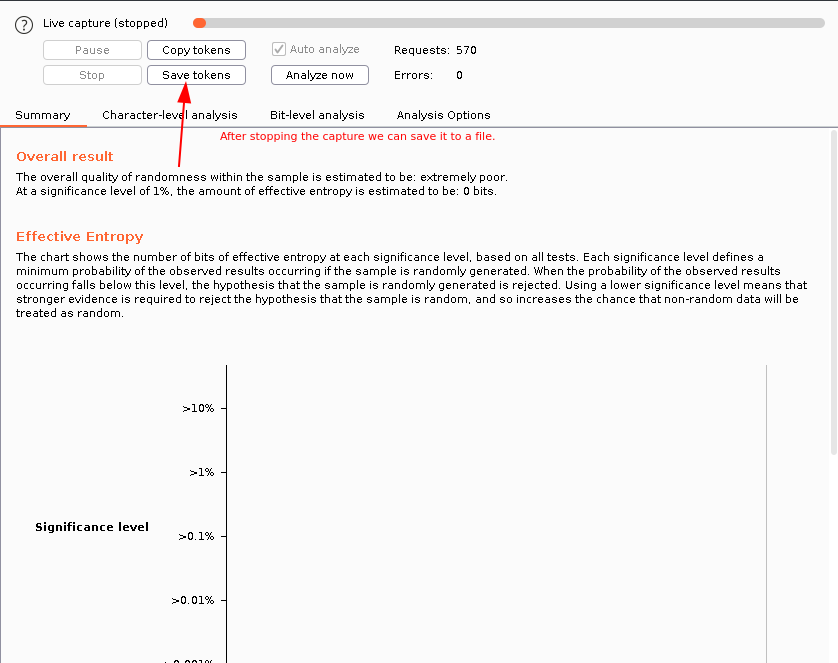 ? Live capture (stopped)
Pause Copy tokens Auto analyze Requests: 570
Stop Save tokens Analyze now Errors: 0
Summary Character-level analysis Bit-level analysis Analysis Options
After stopping the capture we can save it to a file.
Overall result
The overall quality of randomness within the sample is estimated to be: extremely poor.
At a significance level of 1%, the amount of effective entropy is estimated to be: 0 bits.
Effective Entropy
The chart shows the number of bits of effective entropy at each significance level, based on all tests. Each significance level defines a
minimum probability of the observed results occurring if the sample is randomly generated. When the probability of the observed results
occurring falls below this level, the hypothesis that the sample is randomly generated is rejected. Using a lower significance level means that
stronger evidence is required to reject the hypothesis that the sample is random, and so increases the chance that non-random data will be
treated as random.
>10%
>1%
Significance level
>0.1%
>0.01%
>0.001%